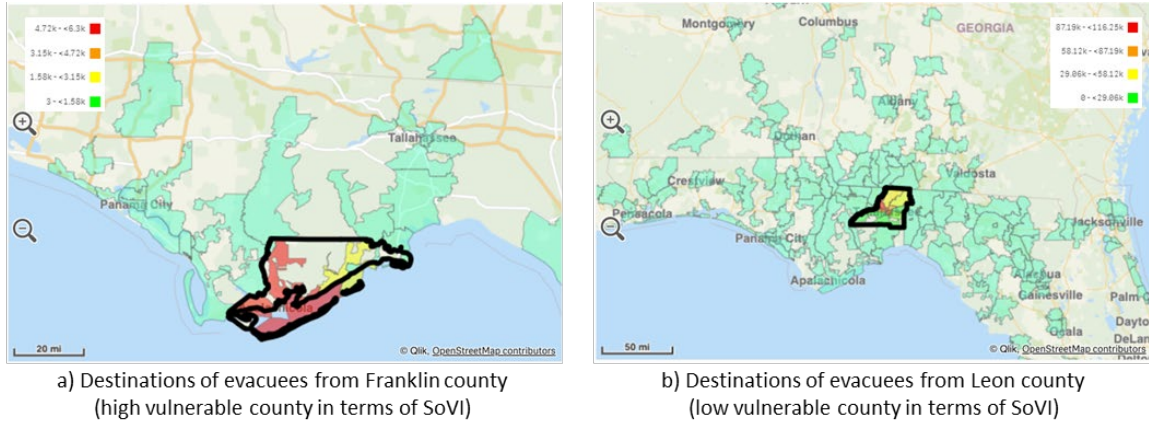 4.72k - <6.3k
3.15k - <4.72k
1.58k - <3.15k
3 - <1.58k
Tallahassee
Panama City
20 mi
© Qlik, OpenStreetMap contributors
a) Destinations of evacuees from Franklin county
(high vulnerable county in terms of SoVI)
Montgomery
Columbus
GEORGIA
87.19k - <116.25k
58.12k - <87.19k
29.06k - <58.12k
0 - <29.06k
Albany
Dothan
Crestview
Valdosta
Pensacola
Panama City
Jacksonville
Apalachicola
Alachua
Gainesville
Palm C
Ocala
Dayto
DeLan
50 mi
© Qlik, OpenStreetMap contributors
b) Destinations of evacuees from Leon county
(low vulnerable county in terms of SoVI)